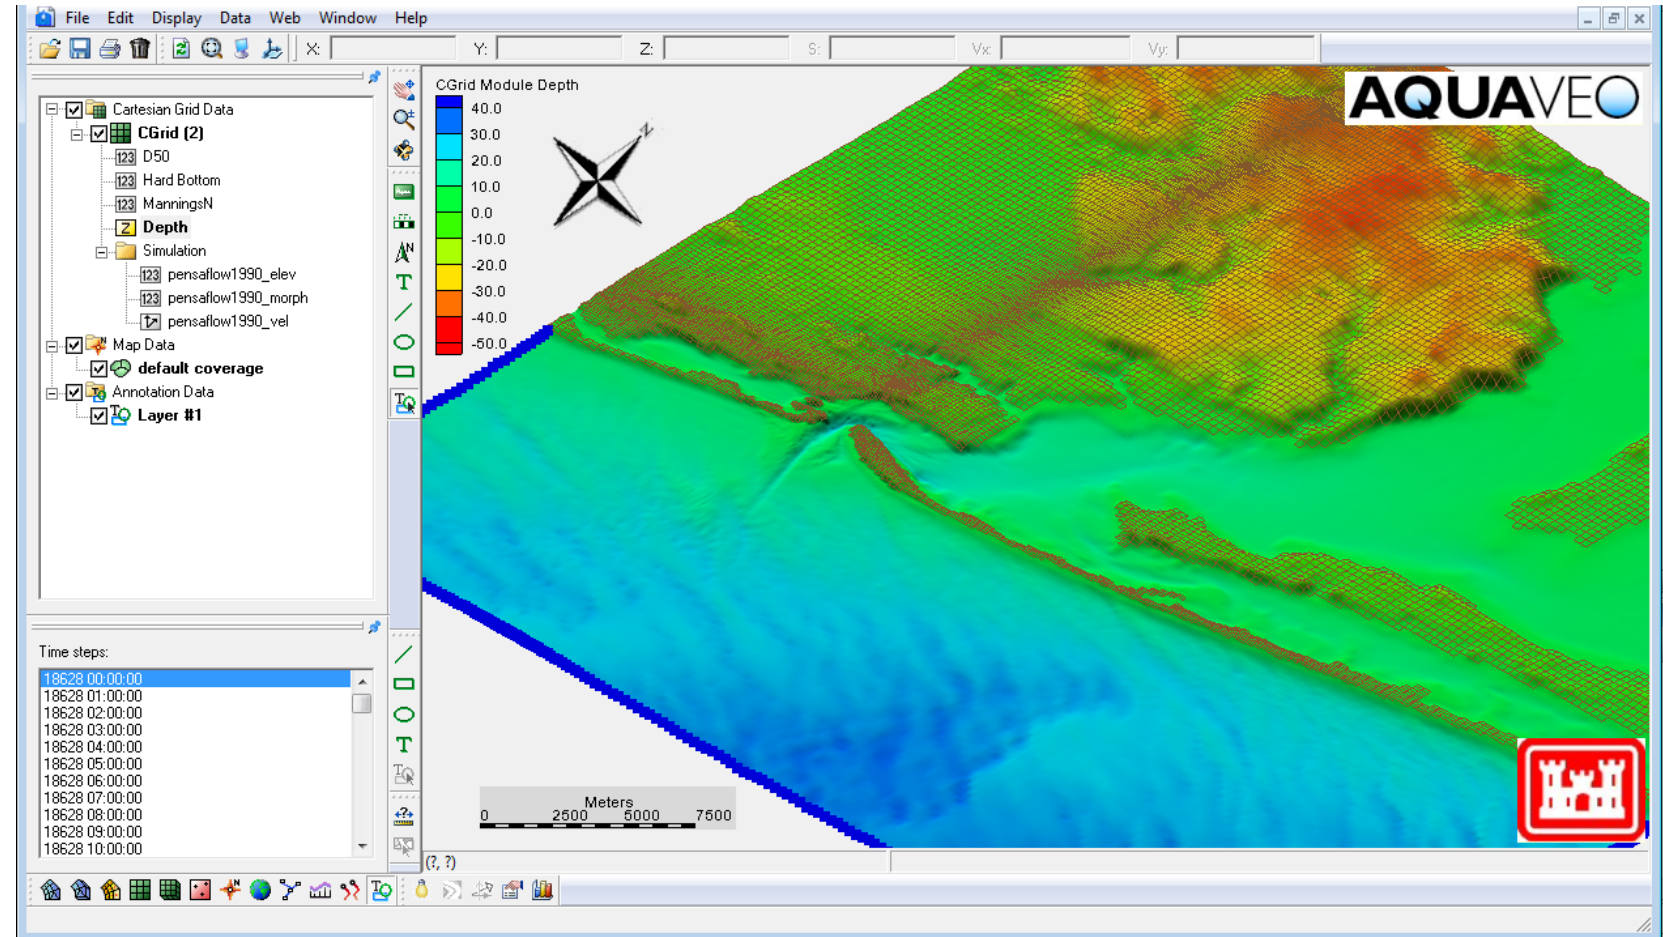 File Edit Display Data Web Window Help
X: Y: Z: S: Vx: Vy:
Cartesian Grid Data
CGrid (2)
123 D50
123 Hard Bottom
123 ManningsN
Z Depth
Simulation
123 pensaflow1990_elev
123 pensaflow1990_morph
pensaflow1990_vel
Map Data
default coverage
Annotation Data
Layer #1
Time steps:
18628 00:00:00
18628 01:00:00
18628 02:00:00
18628 03:00:00
18628 04:00:00
18628 05:00:00
18628 06:00:00
18628 07:00:00
18628 08:00:00
18628 09:00:00
18628 10:00:00
CGrid Module Depth
40.0
30.0
20.0
10.0
0.0
-10.0
-20.0
-30.0
-40.0
-50.0
N
AQUAVEO
Meters
0 2500 5000 7500
(?, ?)